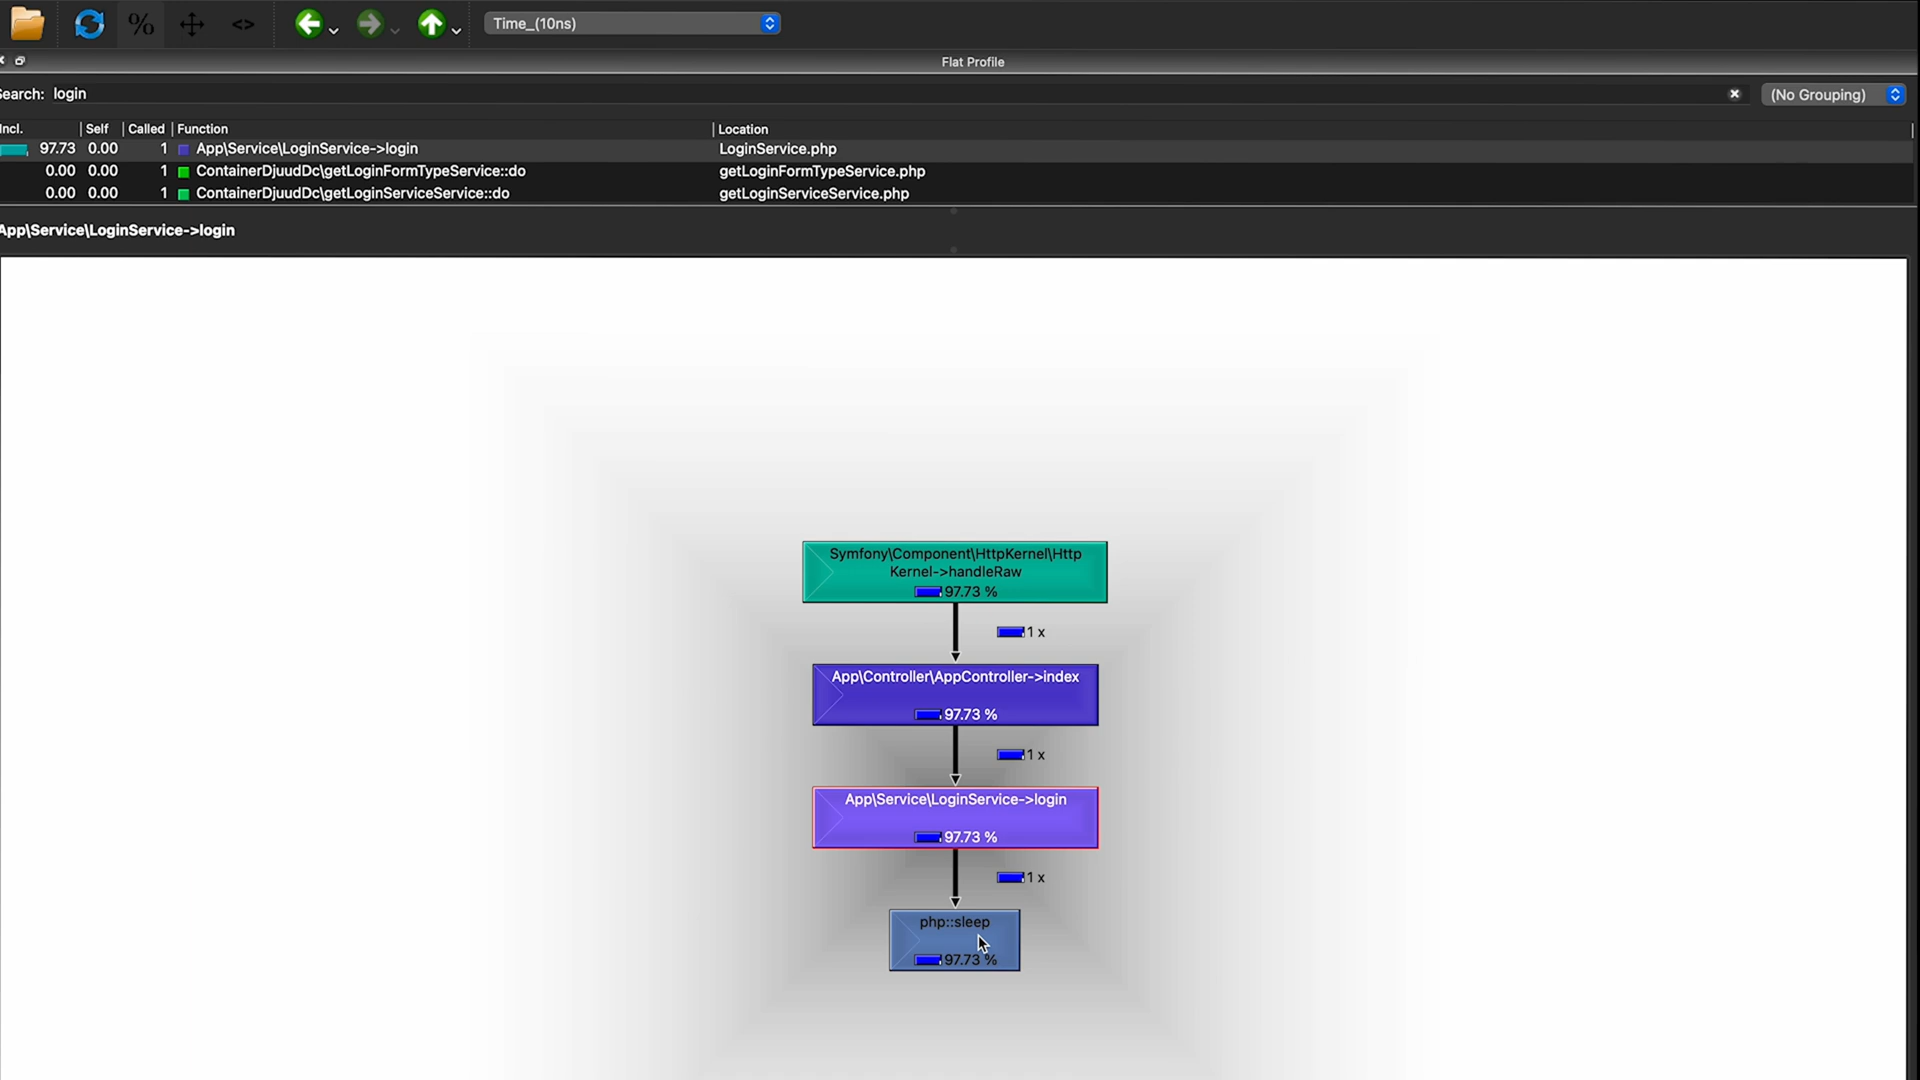 % <> Time_(10ns)
Flat Profile
Search: login (No Grouping)
Incl. Self Called Function Location
97.73 0.00 1 App\Service\LoginService->login LoginService.php
0.00 0.00 1 ContainerDjuudDc\getLoginFormTypeService::do getLoginFormTypeService.php
0.00 0.00 1 ContainerDjuudDc\getLoginServiceService::do getLoginServiceService.php
App\Service\LoginService->login
Symfony\Component\HttpKernel\Http
Kernel->handleRaw
97.73 %
1 x
App\Controller\AppController->index
97.73 %
1 x
App\Service\LoginService->login
97.73 %
1 x
php::sleep
97.73 %